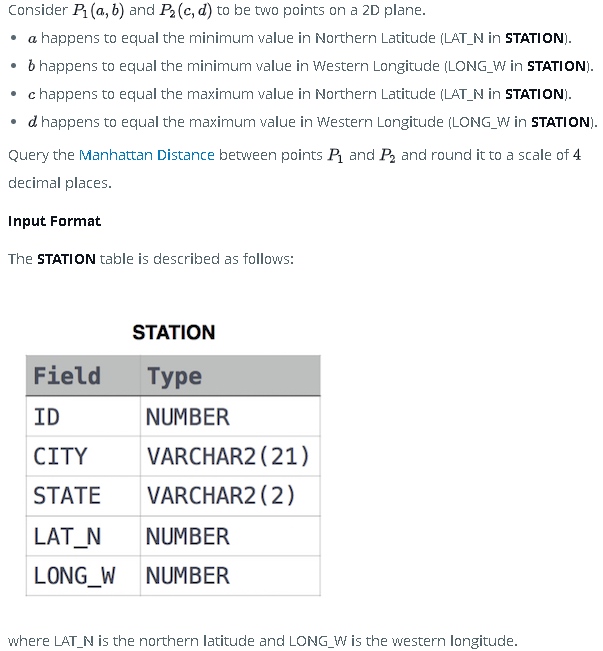 Consider P₁(a, b) and P₂(c, d) to be two points on a 2D plane.
• a happens to equal the minimum value in Northern Latitude (LAT_N in STATION).
• b happens to equal the minimum value in Western Longitude (LONG_W in STATION).
• c happens to equal the maximum value in Northern Latitude (LAT_N in STATION).
• d happens to equal the maximum value in Western Longitude (LONG_W in STATION).
Query the Manhattan Distance between points P₁ and P₂ and round it to a scale of 4
decimal places.
Input Format
The STATION table is described as follows:
STATION
Field Type
ID NUMBER
CITY VARCHAR2(21)
STATE VARCHAR2(2)
LAT_N NUMBER
LONG_W NUMBER
where LAT_N is the northern latitude and LONG_W is the western longitude.